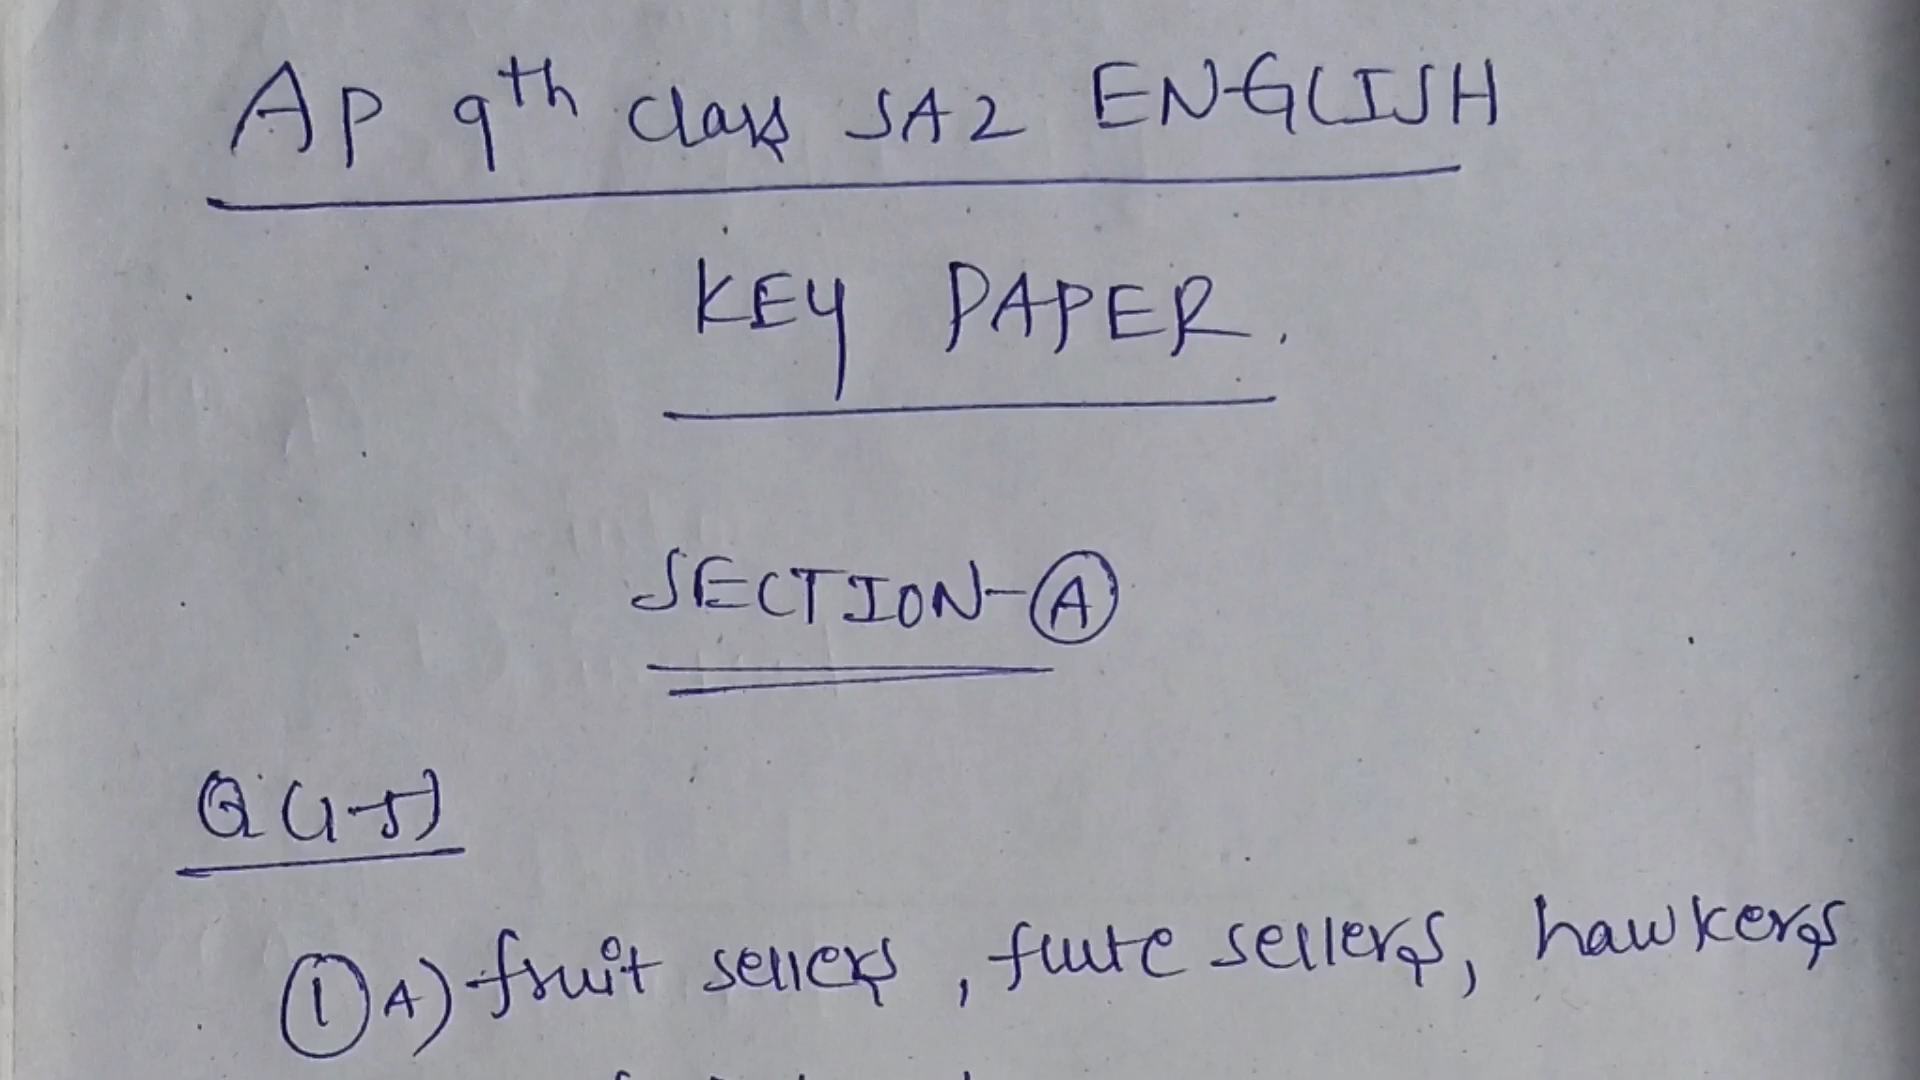 AP 9th class SA2 ENGLISH
KEY PAPER.
SECTION-A
Q(1-5)
1 A) fruit sellers, flute sellers, hawkers